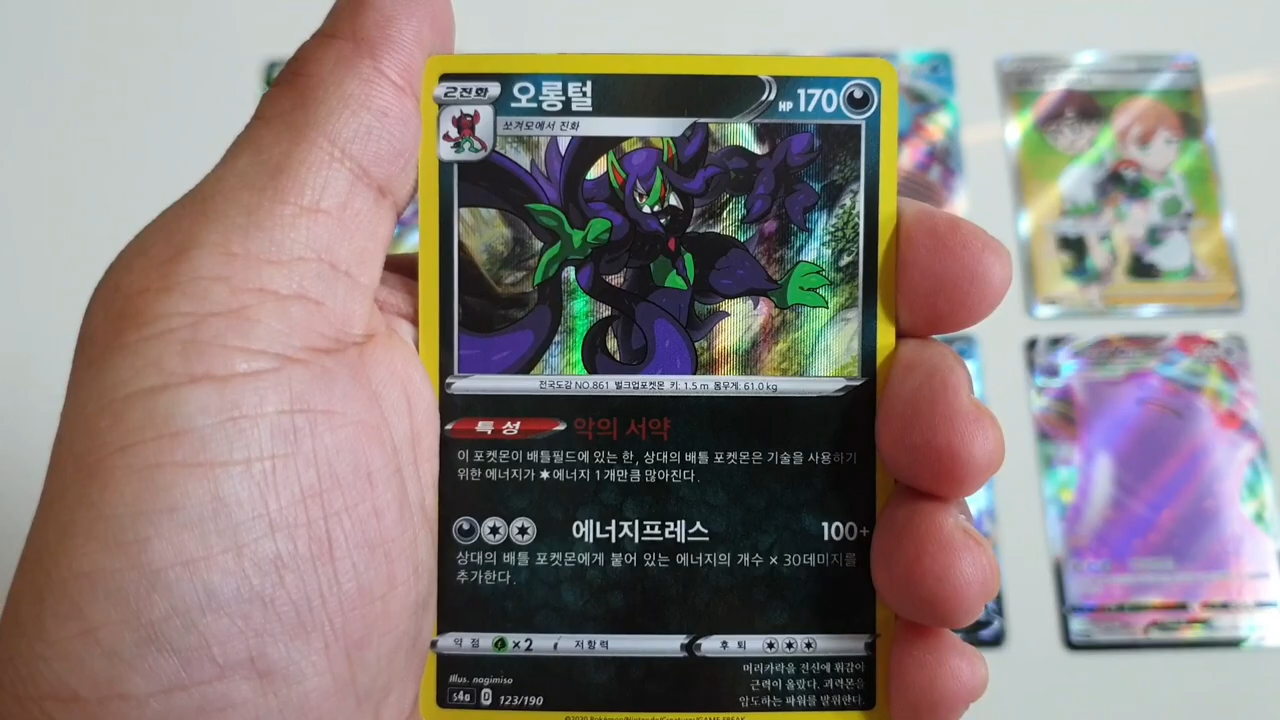 2진화 오롱털 HP 170
쏘겨모에서 진화
전국도감 NO.861 벌크업포켓몬 키: 1.5 m 몸무게: 61.0 kg
특성 악의 서약
이 포켓몬이 배틀필드에 있는 한, 상대의 배틀 포켓몬은 기술을 사용하기
위한 에너지가 에너지 1개만큼 많아진다.
에너지프레스 100+
상대의 배틀 포켓몬에게 붙어 있는 에너지의 개수 × 30데미지를
추가한다.
약점 ×2 저항력 후퇴
Illus. nagimiso
s4a D 123/190
머리카락을 전신에 휘감아
근력이 올랐다. 괴력몬을
압도하는 파워를 발휘한다.
©2020 Pokémon/Nintendo/Creatures/GAME FREAK